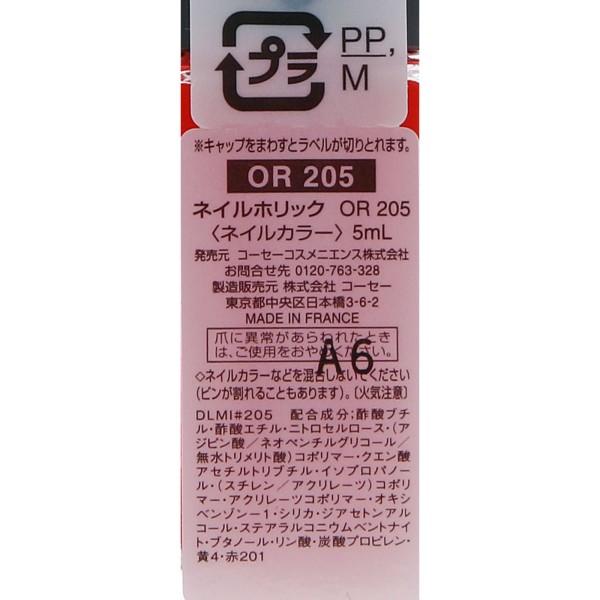 プラ
PP,
M
※キャップをまわすとラベルが切りとれます。
OR 205
ネイルホリック OR 205
〈ネイルカラー〉5mL
発売元 コーセーコスメニエンス株式会社
お問合せ先 0120-763-328
製造販売元 株式会社 コーセー
東京都中央区日本橋3-6-2
MADE IN FRANCE
爪に異常があらわれたとき
は、ご使用をおやめください。
A6
◇ネイルカラーなどを混合しないでください
(ビンが割れることもあります)。〔火気注意〕
DLMI#205 配合成分;酢酸ブチ
ル・酢酸エチル・ニトロセルロース・(ア
ジピン酸/ネオペンチルグリコール/
無水トリメリト酸)コポリマー・クエン酸
アセチルトリブチル・イソプロパノー
ル・(スチレン/アクリレーツ)コポリ
マー・アクリレーツコポリマー・オキシ
ベンゾン-1・シリカ・ジアセトンアル
コール・ステアラルコニウムベントナイ
ト・ブタノール・リン酸・炭酸プロピレン・
黄4・赤201